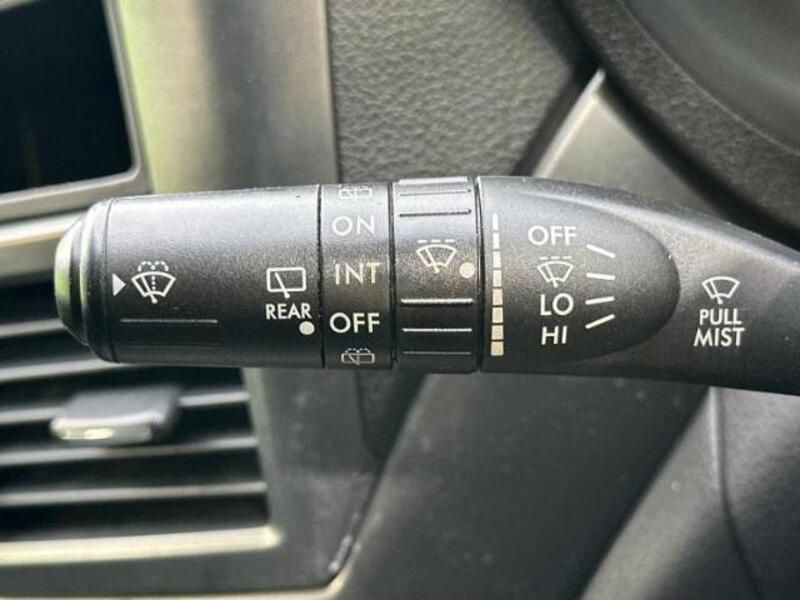 REAR
ON
INT
OFF
OFF
LO
HI
PULL
MIST